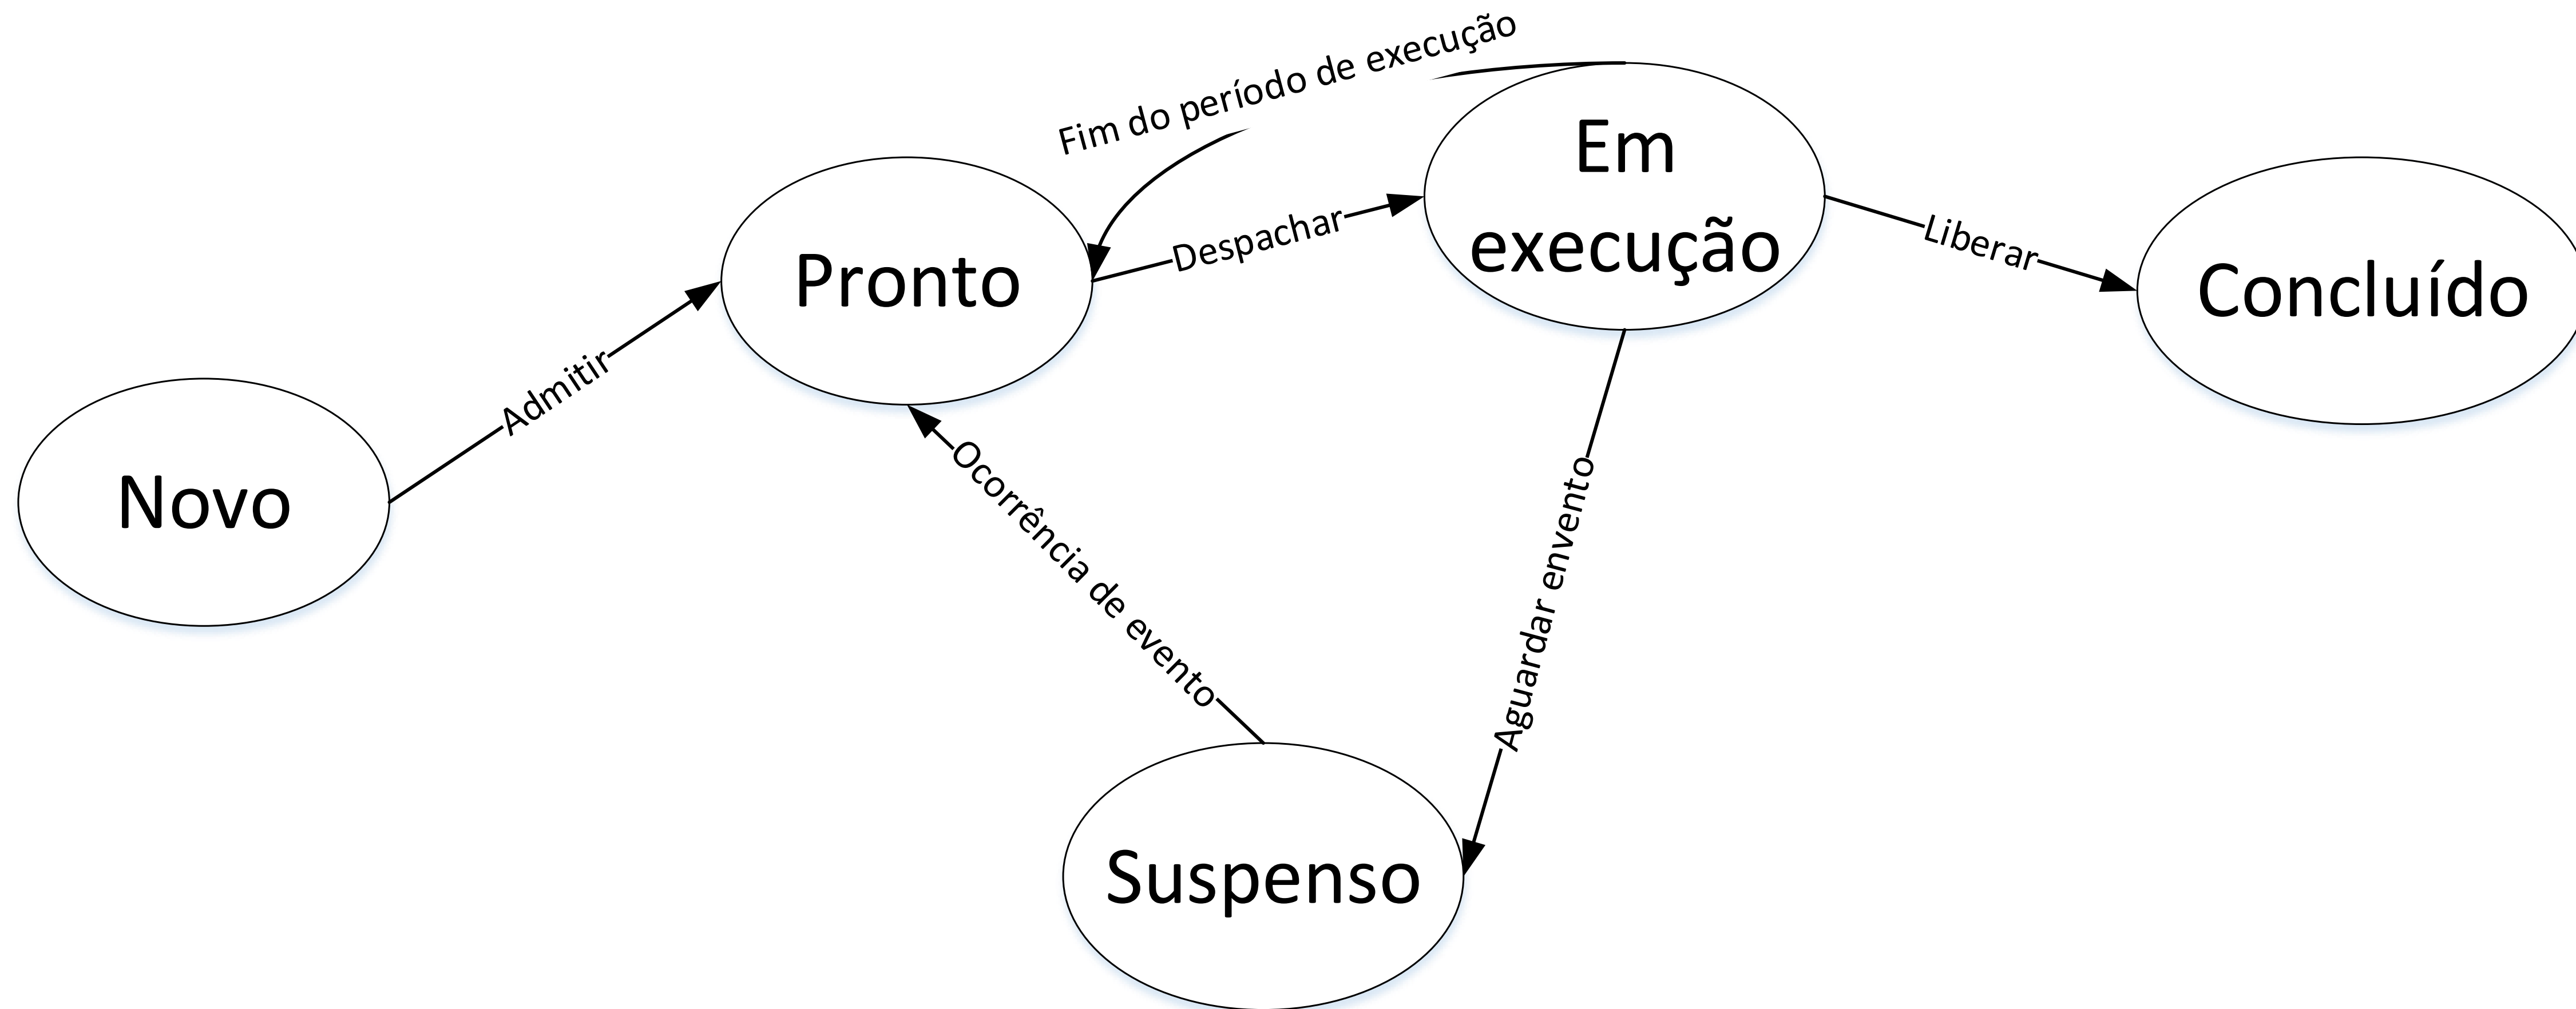 Fim do período de execução
Em
execução
Pronto
Despachar
Liberar
Concluído
Admitir
Novo
Ocorrência de evento
Aguardar envento
Suspenso